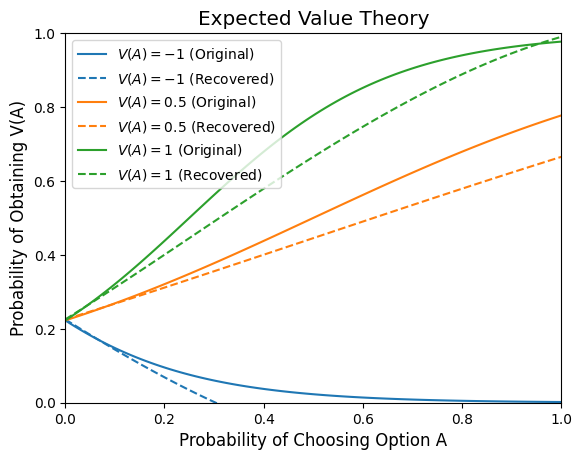 Expected Value Theory
1.0
0.8
0.6
0.4
0.2
0.0
Probability of Obtaining V(A)
V(A) = −1 (Original)
V(A) = −1 (Recovered)
V(A) = 0.5 (Original)
V(A) = 0.5 (Recovered)
V(A) = 1 (Original)
V(A) = 1 (Recovered)
0.0 0.2 0.4 0.6 0.8 1.0
Probability of Choosing Option A